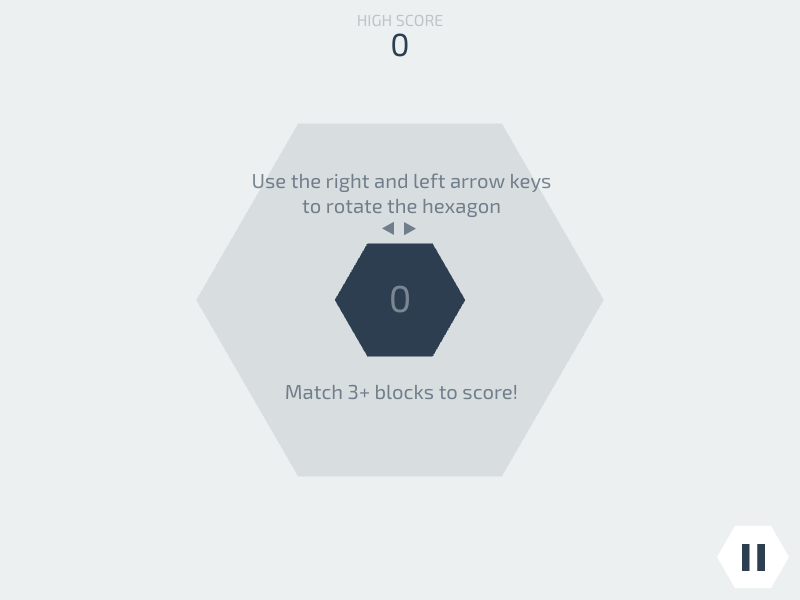 HIGH SCORE
0
Use the right and left arrow keys
to rotate the hexagon
0
Match 3+ blocks to score!